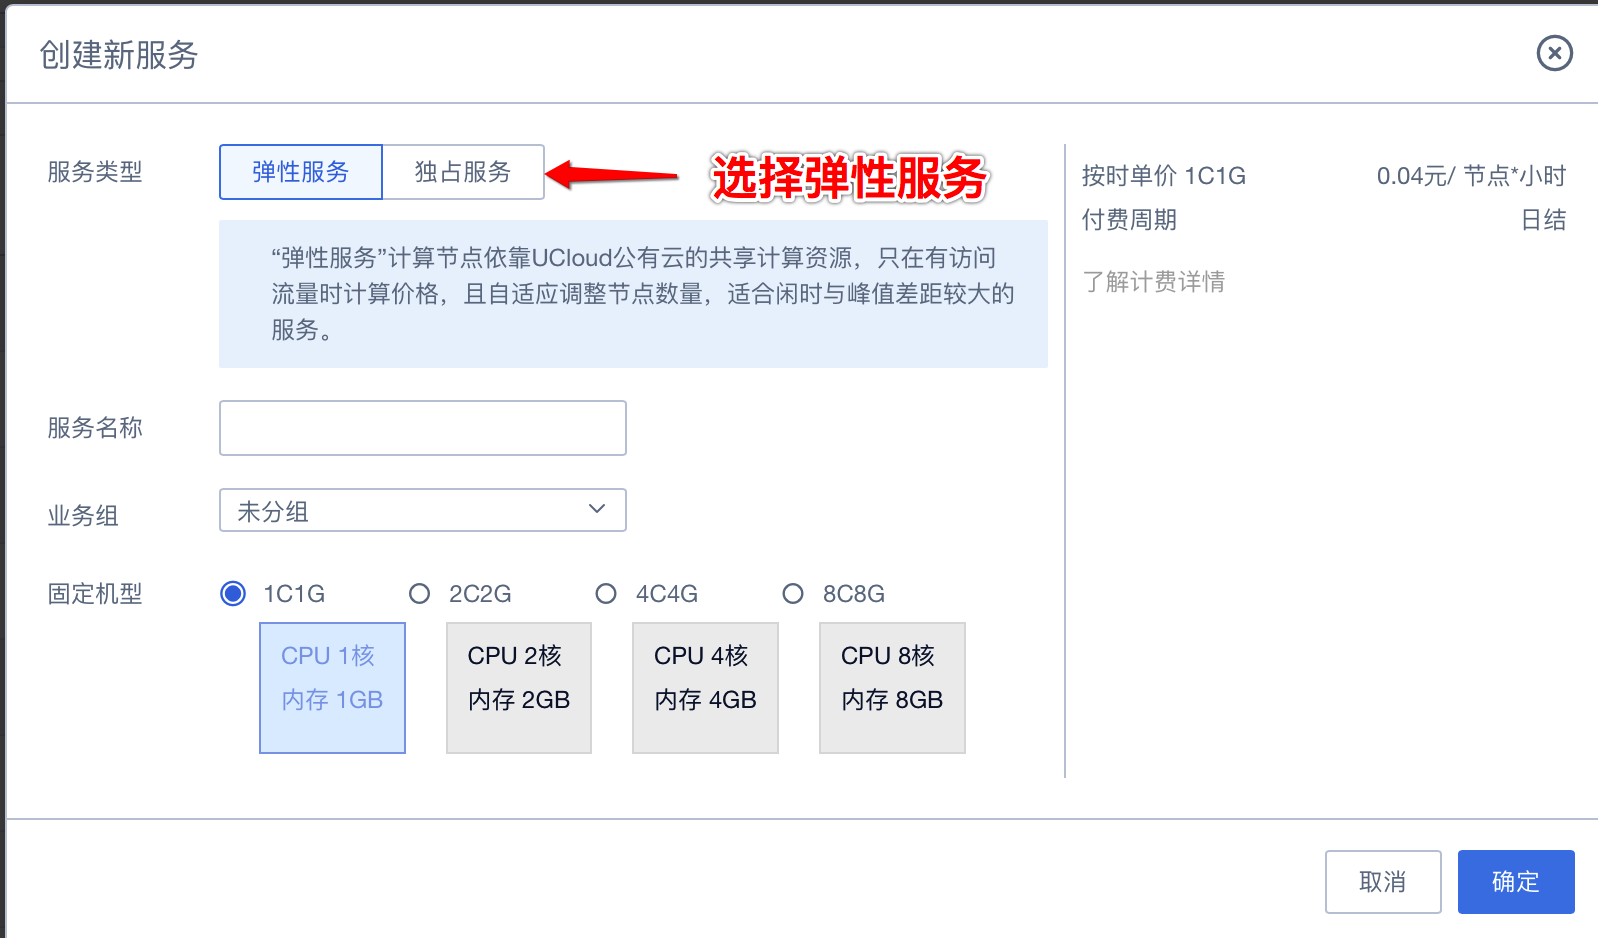 创建新服务
服务类型
弹性服务
独占服务
选择弹性服务
“弹性服务”计算节点依靠UCloud公有云的共享计算资源，只在有访问
流量时计算价格，且自适应调整节点数量，适合闲时与峰值差距较大的
服务。
服务名称
业务组
未分组
固定机型
1C1G
2C2G
4C4G
8C8G
CPU 1核
内存 1GB
CPU 2核
内存 2GB
CPU 4核
内存 4GB
CPU 8核
内存 8GB
按时单价 1C1G
0.04元/ 节点*小时
付费周期
日结
了解计费详情
取消
确定